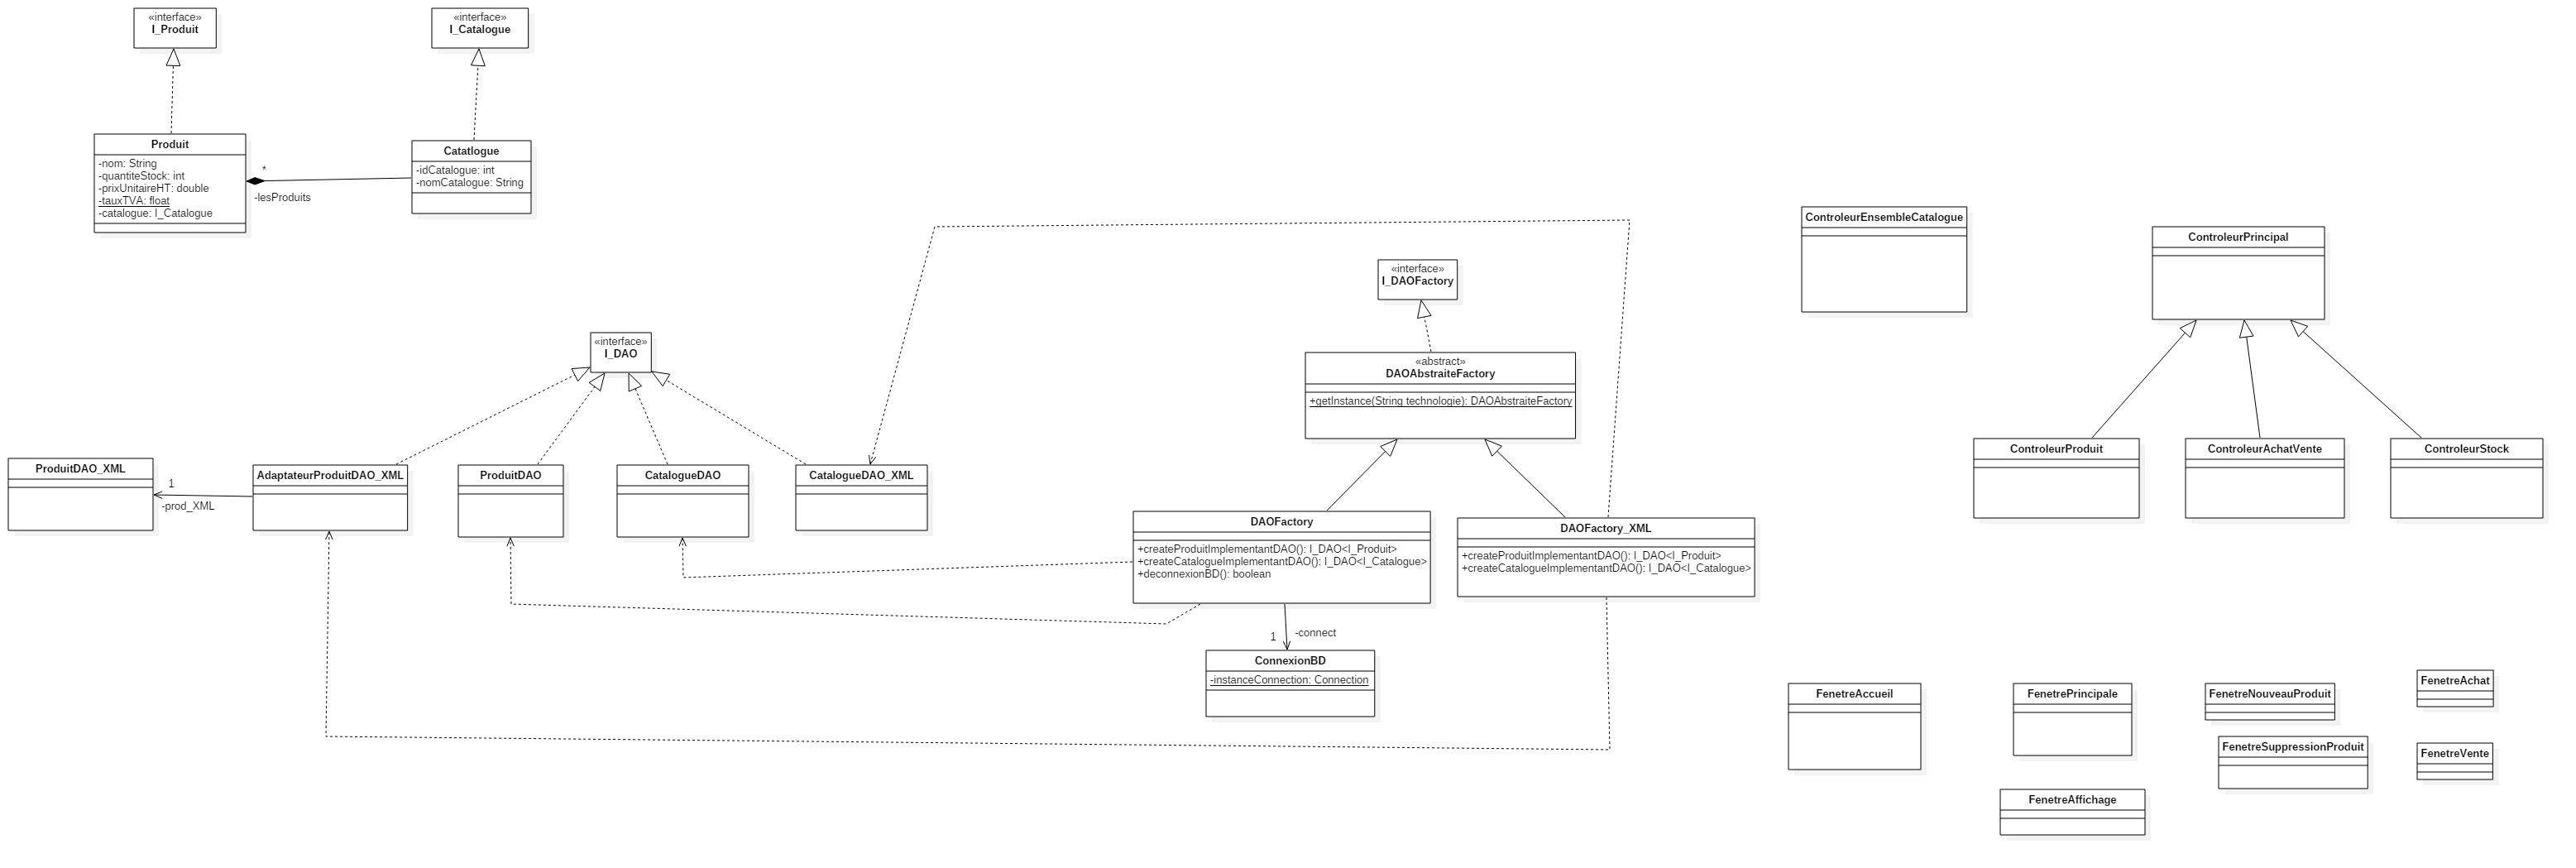 «interface»
I_Produit
«interface»
I_Catalogue
Produit
-nom: String
-quantiteStock: int
-prixUnitaireHT: double
-tauxTVA: float
-catalogue: I_Catalogue
*
-lesProduits
Catatlogue
-idCatalogue: int
-nomCatalogue: String
«interface»
I_DAO
ProduitDAO_XML
1
-prod_XML
AdaptateurProduitDAO_XML
ProduitDAO
CatalogueDAO
CatalogueDAO_XML
«interface»
I_DAOFactory
«abstract»
DAOAbstraiteFactory
+getInstance(String technologie): DAOAbstraiteFactory
DAOFactory
+createProduitImplementantDAO(): I_DAO<I_Produit>
+createCatalogueImplementantDAO(): I_DAO<I_Catalogue>
+deconnexionBD(): boolean
DAOFactory_XML
+createProduitImplementantDAO(): I_DAO<I_Produit>
+createCatalogueImplementantDAO(): I_DAO<I_Catalogue>
1
-connect
ConnexionBD
-instanceConnection: Connection
ControleurEnsembleCatalogue
ControleurPrincipal
ControleurProduit
ControleurAchatVente
ControleurStock
FenetreAccueil
FenetrePrincipale
FenetreNouveauProduit
FenetreAchat
FenetreSuppressionProduit
FenetreVente
FenetreAffichage